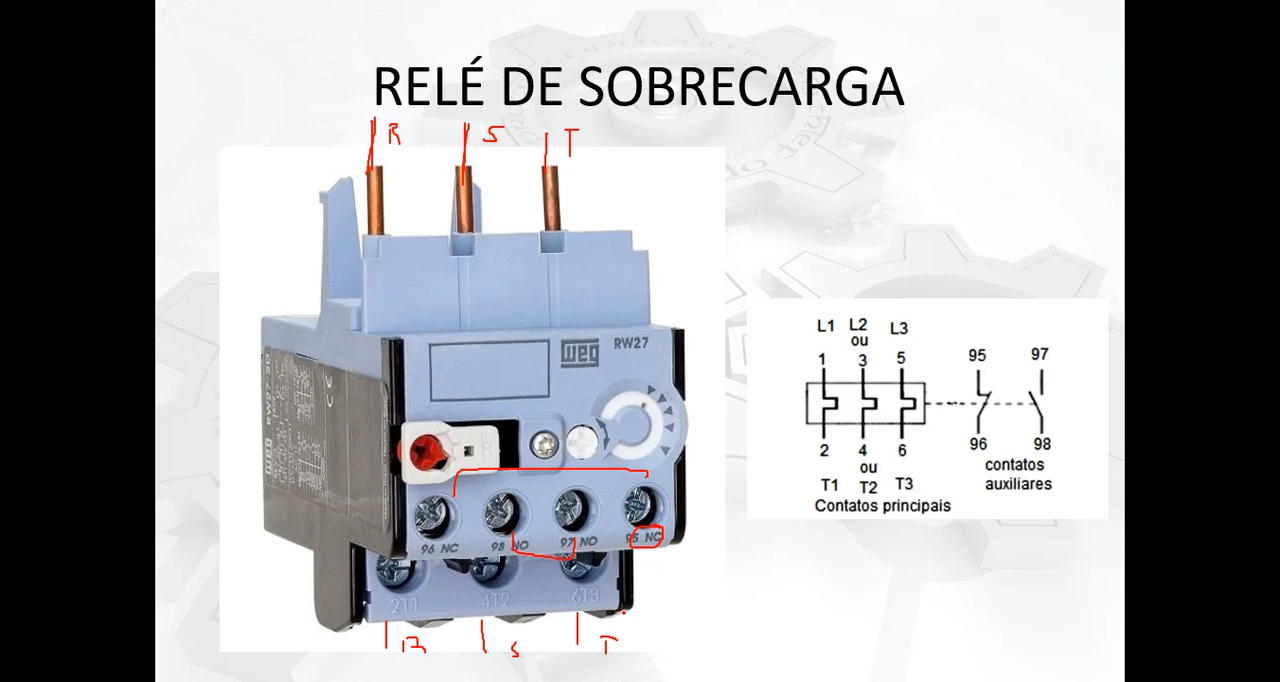 RELÉ DE SOBRECARGA
R S T
WEG RW27
R
96 NC 98 NO 97 NO 95 NC
2T1 4T2 6T3
R S T
L1 L2 L3
ou
1 3 5
95 97
2 4 6
96 98
ou
T1 T2 T3
contatos
auxiliares
Contatos principais